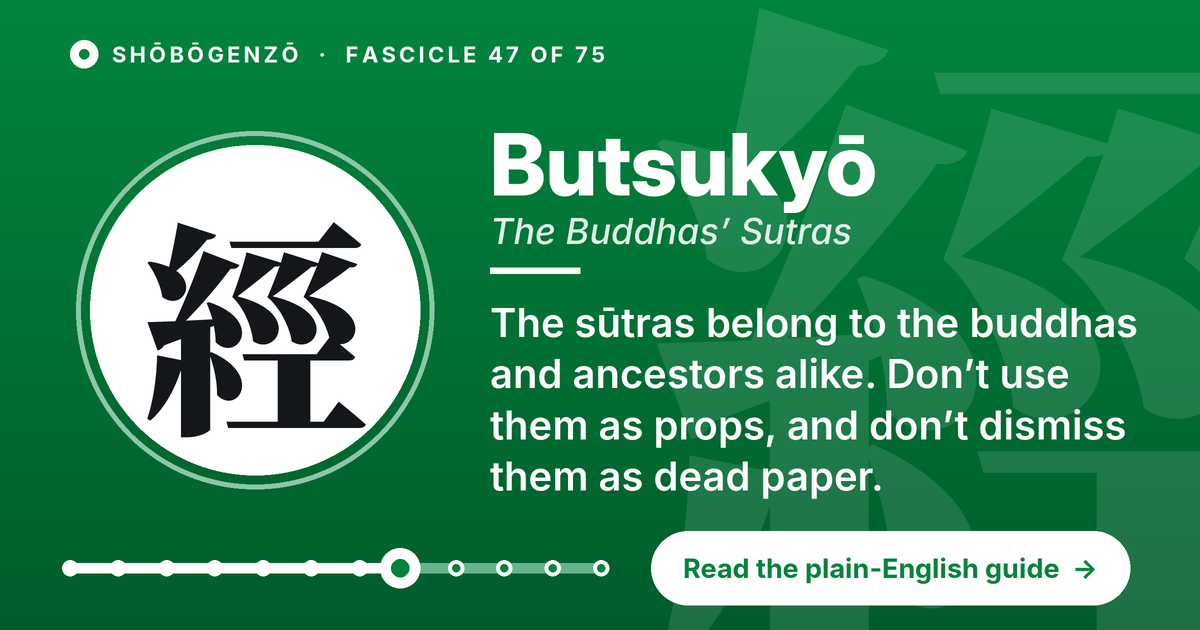 SHŌBŌGENZŌ · FASCICLE 47 OF 75
經
Butsukyō
The Buddhas’ Sutras
The sūtras belong to the buddhas
and ancestors alike. Don’t use
them as props, and don’t dismiss
them as dead paper.
Read the plain-English guide →